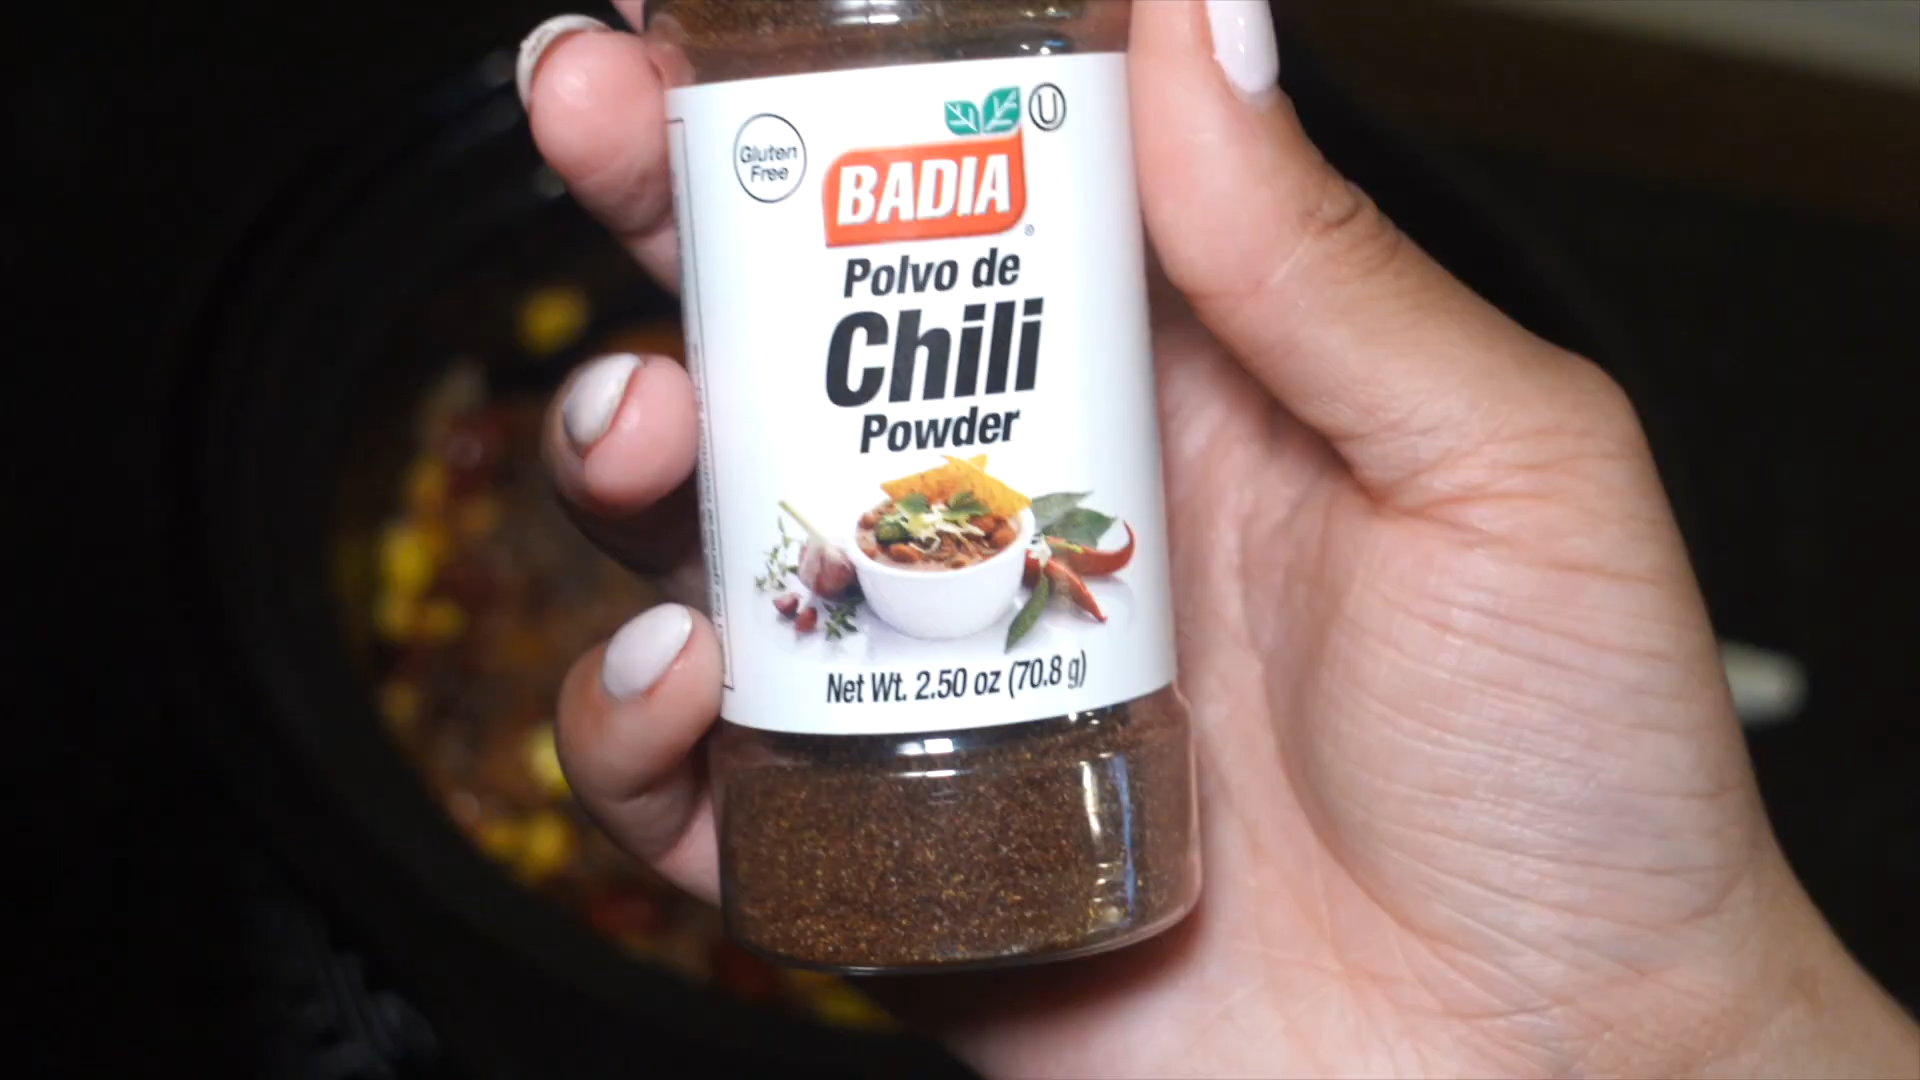 Gluten
Free
U
BADIA
®
Polvo de
Chili
Powder
Net Wt. 2.50 oz (70.8 g)